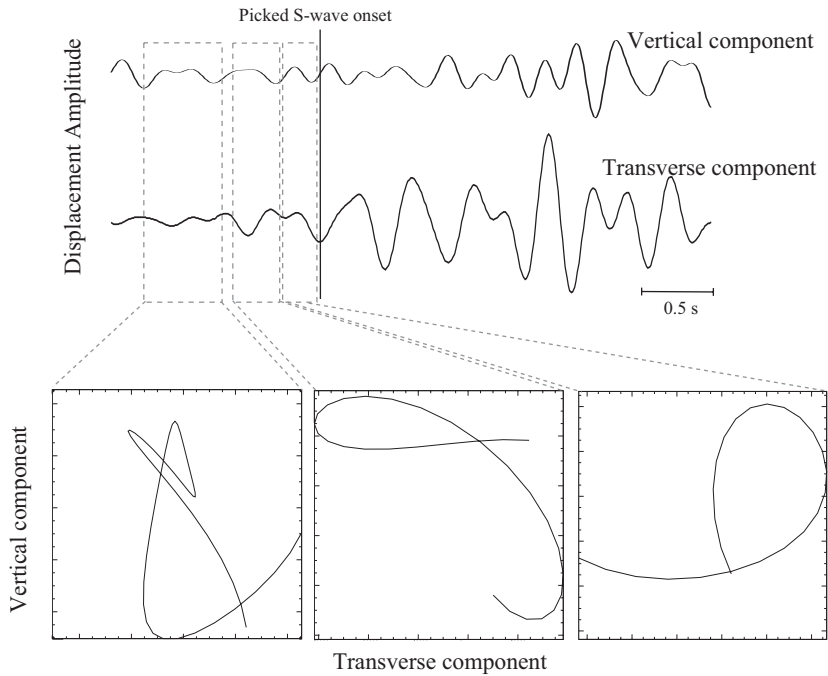 Picked S-wave onset
Vertical component
Displacement Amplitude
Transverse component
0.5 s
Vertical component
Transverse component